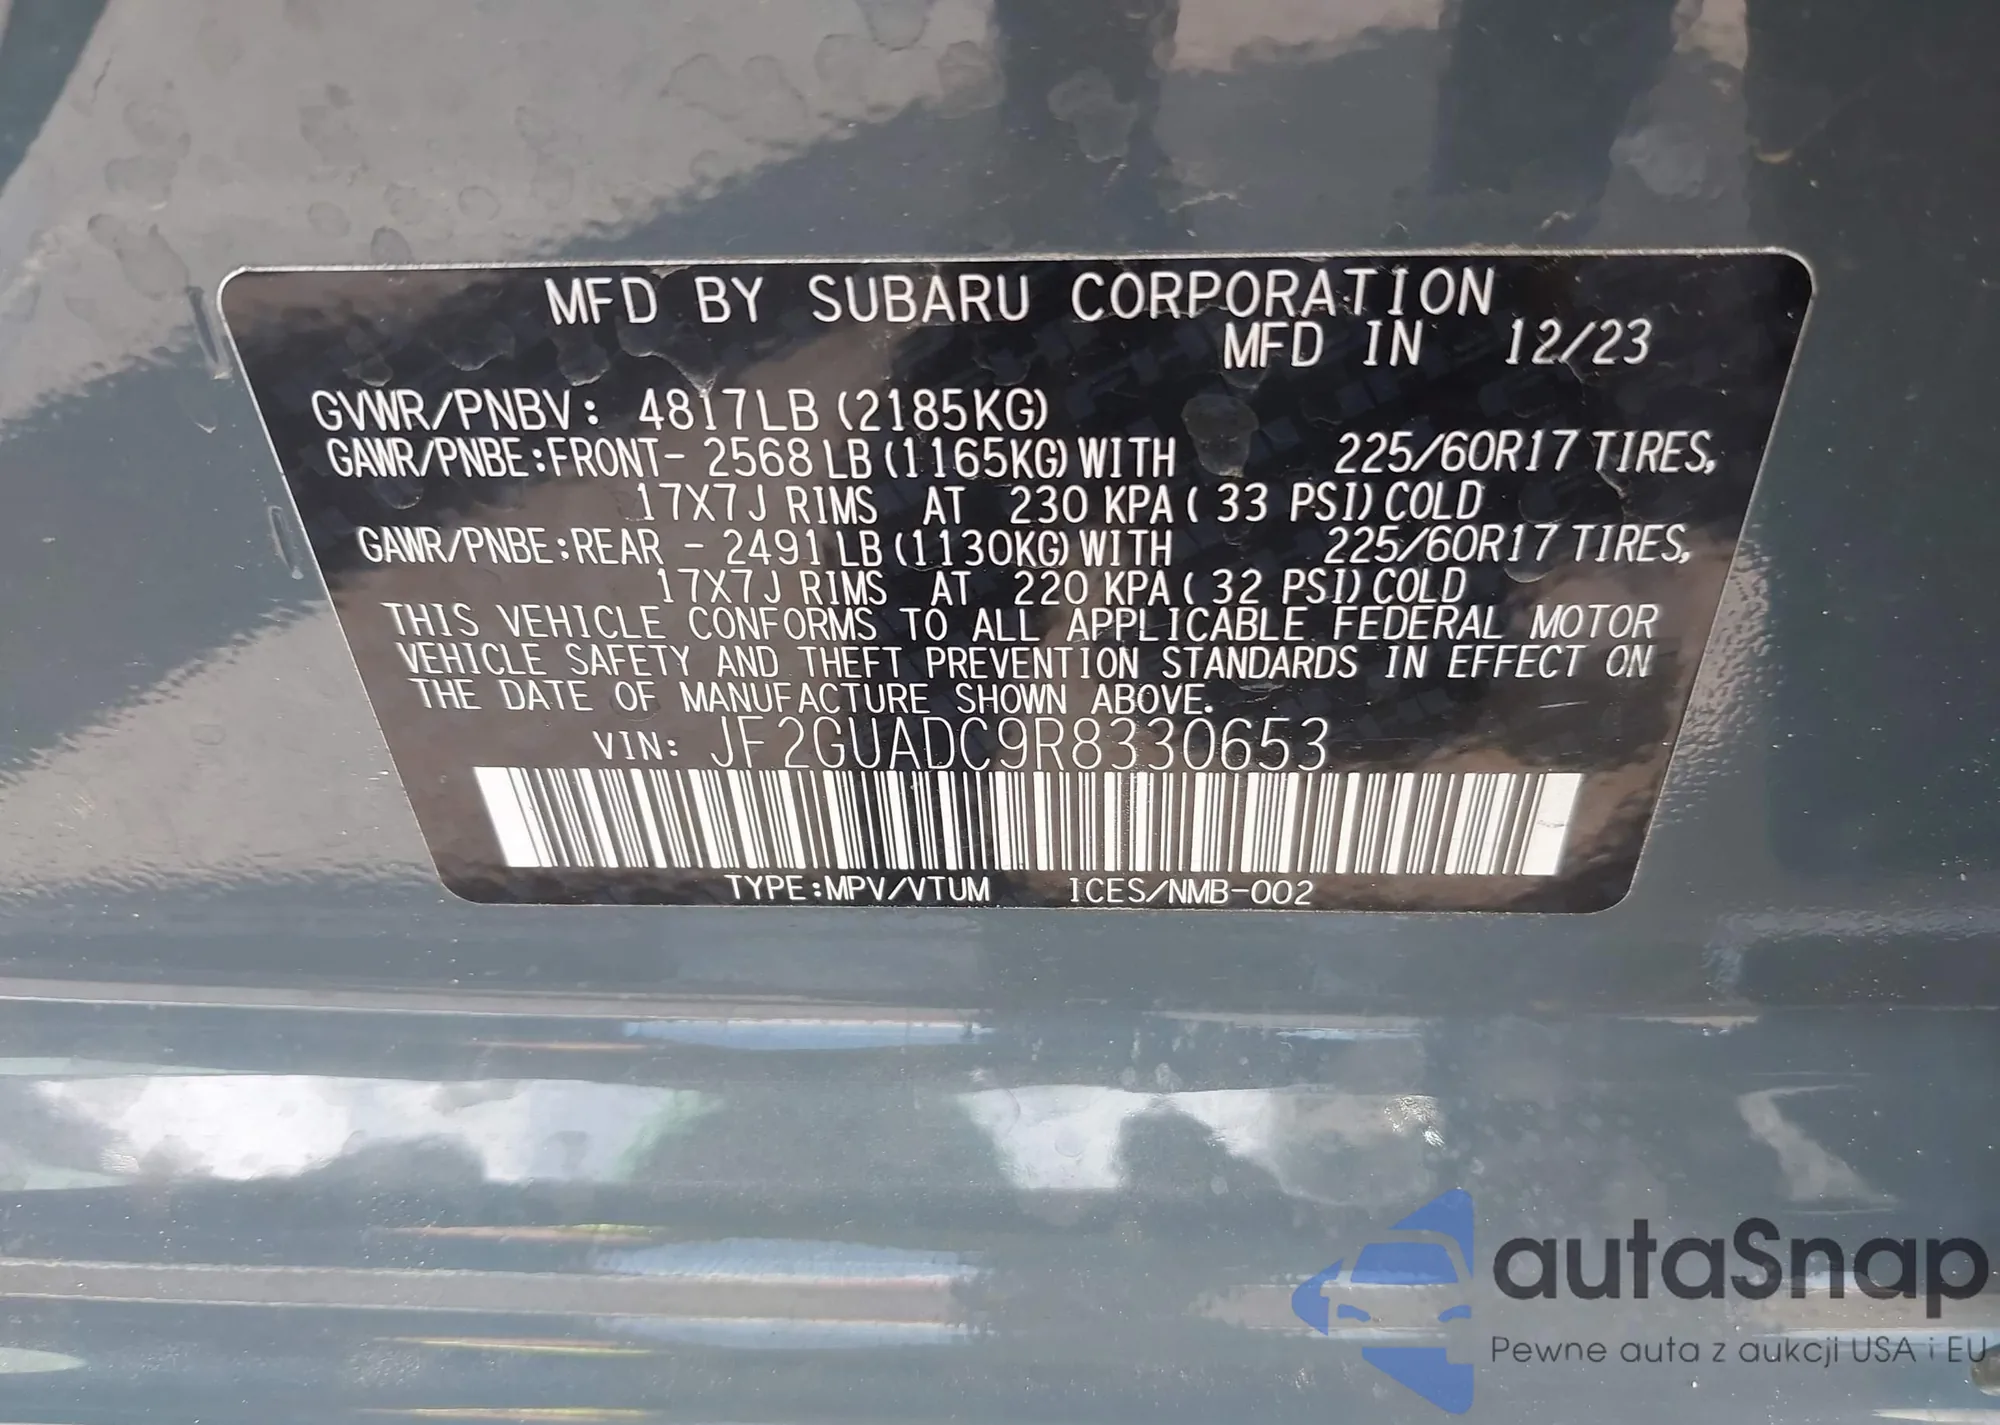 MFD BY SUBARU CORPORATION
MFD IN 12/23
GVWR/PNBV: 4817LB (2185KG)
GAWR/PNBE:FRONT- 2568 LB (1165KG) WITH 225/60R17 TIRES,
17X7J RIMS AT 230 KPA ( 33 PSI) COLD
GAWR/PNBE:REAR - 2491 LB (1130KG) WITH 225/60R17 TIRES,
17X7J RIMS AT 220 KPA ( 32 PSI) COLD
THIS VEHICLE CONFORMS TO ALL APPLICABLE FEDERAL MOTOR
VEHICLE SAFETY AND THEFT PREVENTION STANDARDS IN EFFECT ON
THE DATE OF MANUFACTURE SHOWN ABOVE.
VIN: JF2GUADC9R8330653
TYPE:MPV/VTUM ICES/NMB-002
autaSnap
Pewne auta z aukcji USA i EU